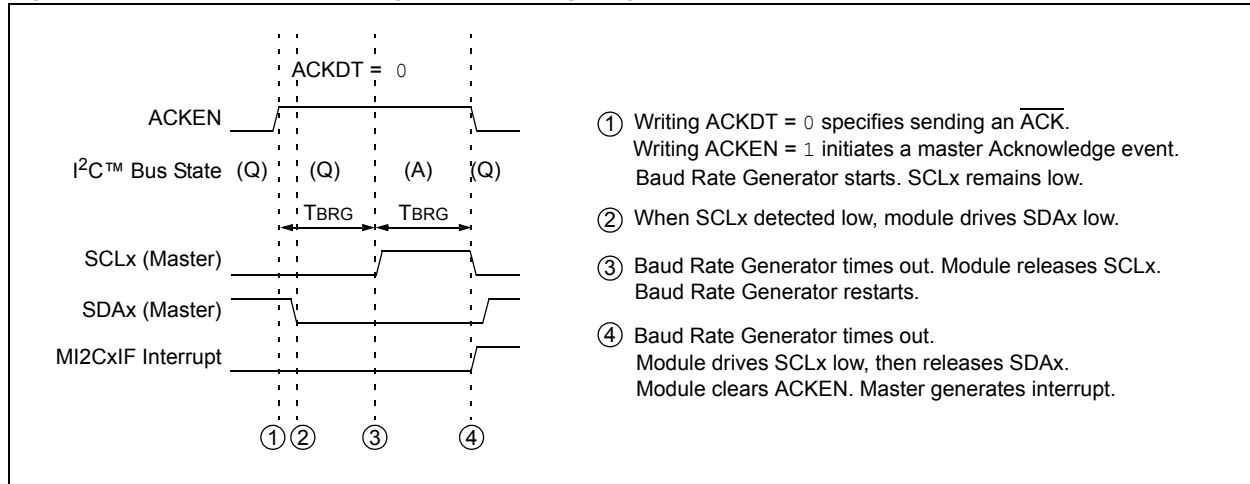 ACKDT = 0
ACKEN
I2C™ Bus State (Q) (Q) (A) (Q)
TBRG TBRG
SCLx (Master)
SDAx (Master)
MI2CxIF Interrupt
1 2 3 4
1 Writing ACKDT = 0 specifies sending an ACK.
Writing ACKEN = 1 initiates a master Acknowledge event.
Baud Rate Generator starts. SCLx remains low.
2 When SCLx detected low, module drives SDAx low.
3 Baud Rate Generator times out. Module releases SCLx.
Baud Rate Generator restarts.
4 Baud Rate Generator times out.
Module drives SCLx low, then releases SDAx.
Module clears ACKEN. Master generates interrupt.